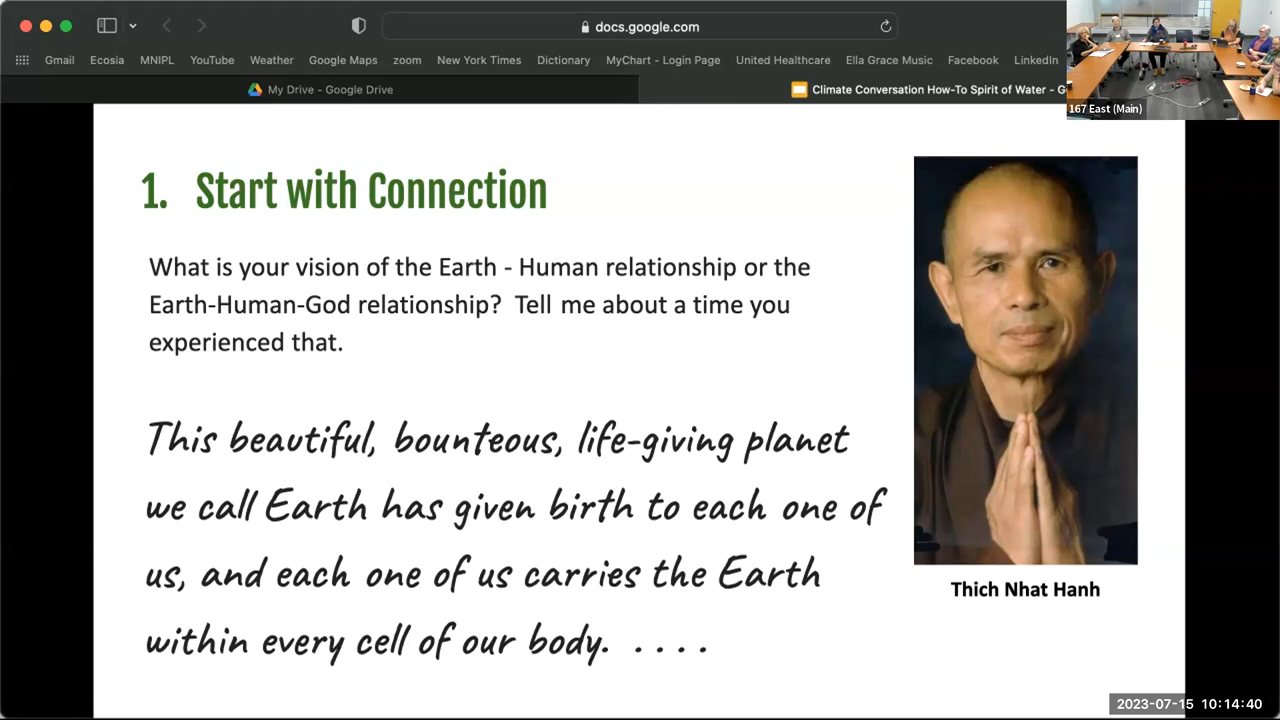 docs.google.com
Gmail Ecosia MNIPL YouTube Weather Google Maps zoom New York Times Dictionary MyChart - Login Page United Healthcare Ella Grace Music Facebook LinkedIn
My Drive - Google Drive
Climate Conversation How-To Spirit of Water - G
167 East (Main)
1. Start with Connection
What is your vision of the Earth - Human relationship or the
Earth-Human-God relationship? Tell me about a time you
experienced that.
This beautiful, bounteous, life-giving planet
we call Earth has given birth to each one of
us, and each one of us carries the Earth
within every cell of our body. . . . .
Thich Nhat Hanh
2023-07-15 10:14:40